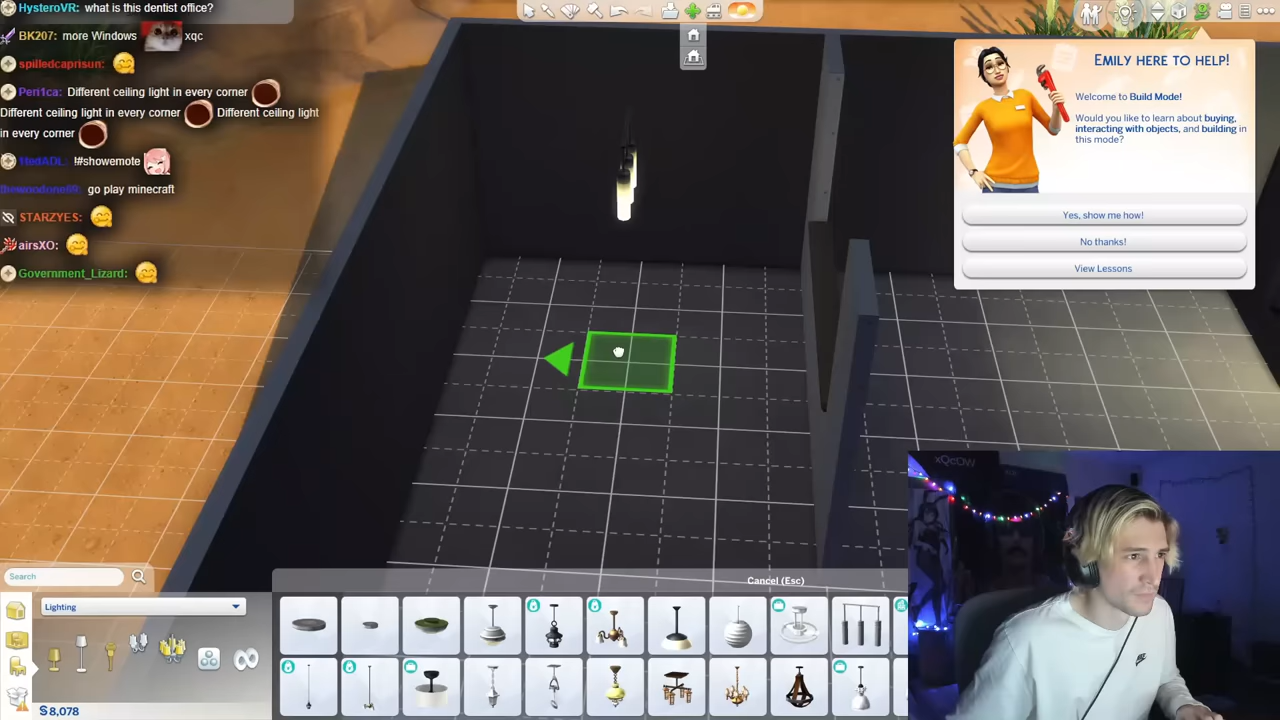 HysteroVR: what is this dentist office?
BK207: more Windows xqc
spilledcaprisun:
Peri1ca: Different ceiling light in every corner
Different ceiling light in every corner Different ceiling light
in every corner
!#showemote
go play minecraft
STARZYES:
airsXO:
Government_Lizard:
EMILY HERE TO HELP!
Welcome to Build Mode!
Would you like to learn about buying,
interacting with objects, and building in
this mode?
Yes, show me how!
No thanks!
View Lessons
Cancel (Esc)
Search
Lighting
§8,078